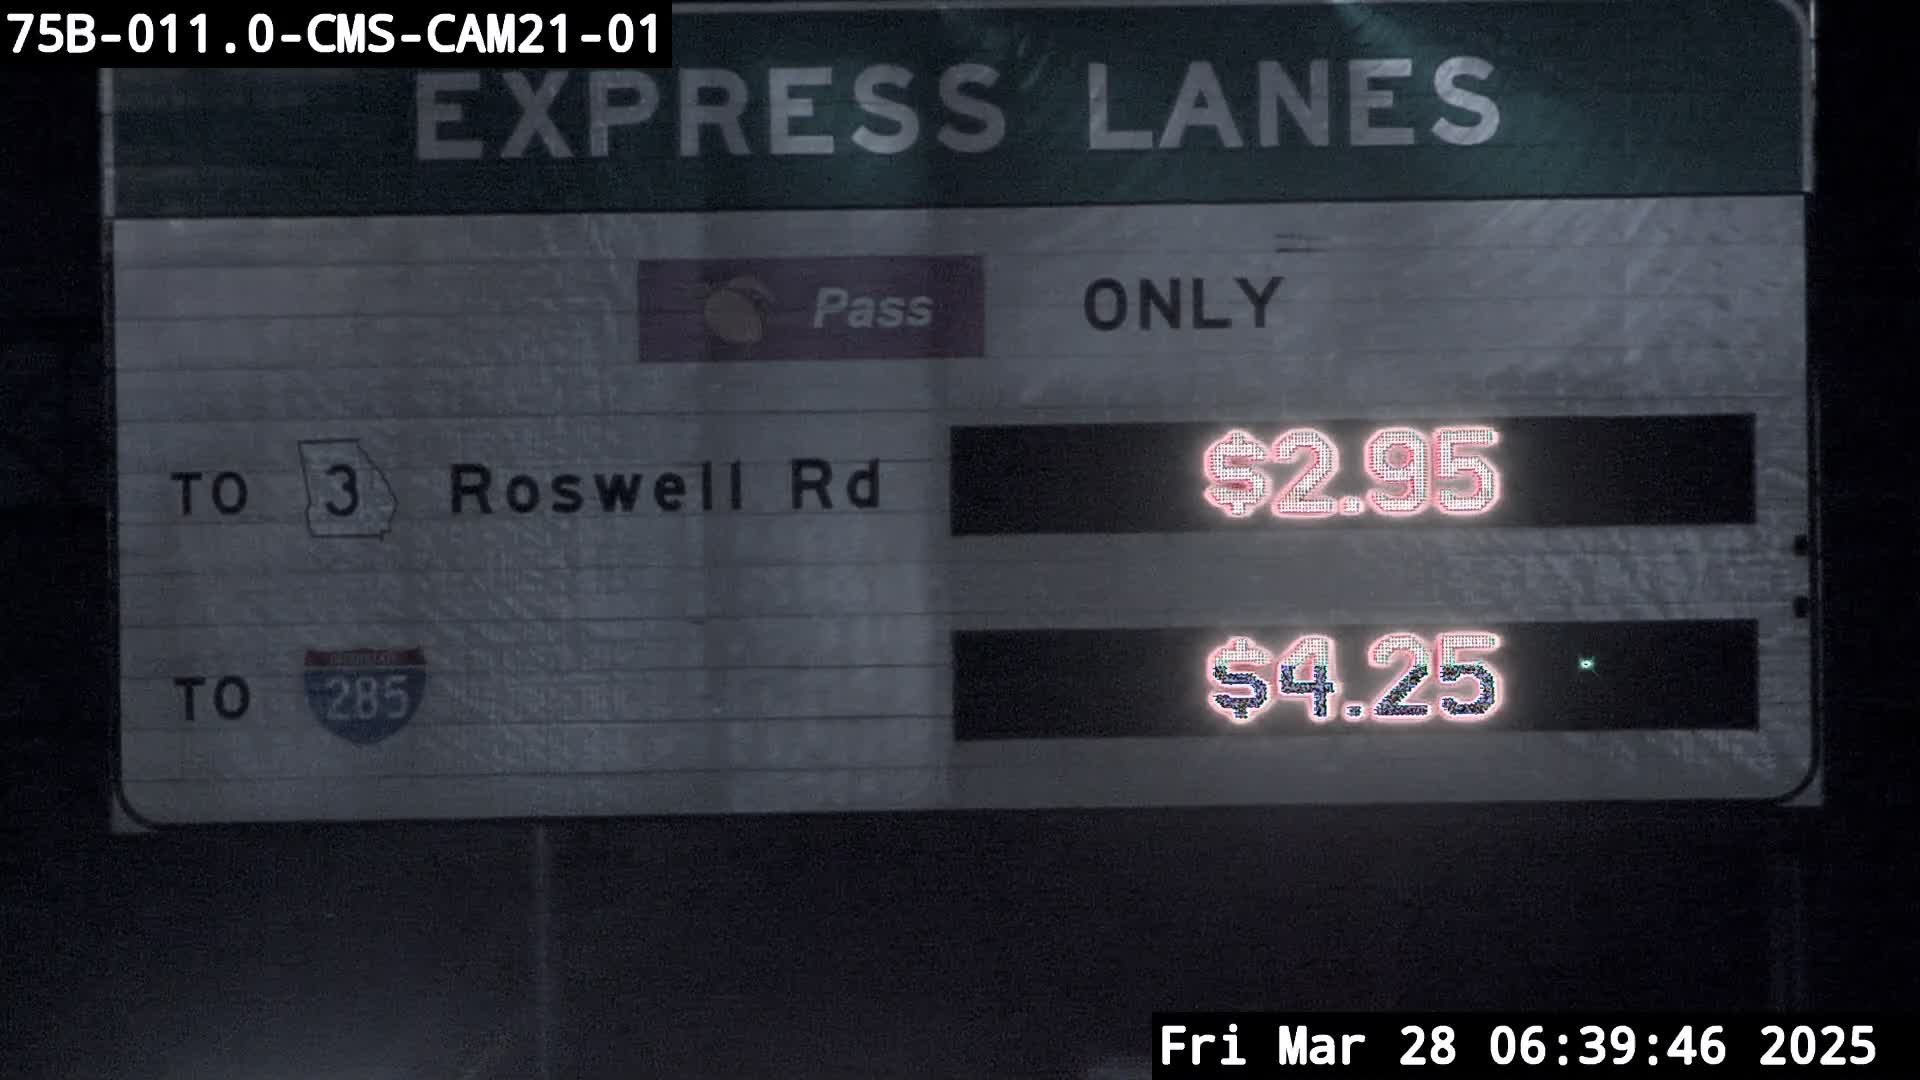 75B-011.0-CMS-CAM21-01
EXPRESS LANES
Pass ONLY
TO 3 Roswell Rd $2.95
TO 285 $4.25
Fri Mar 28 06:39:46 2025